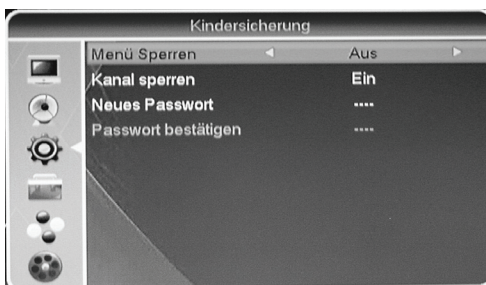 Kindersicherung
Menü Sperren Aus
Kanal sperren Ein
Neues Passwort ----
Passwort bestätigen ----